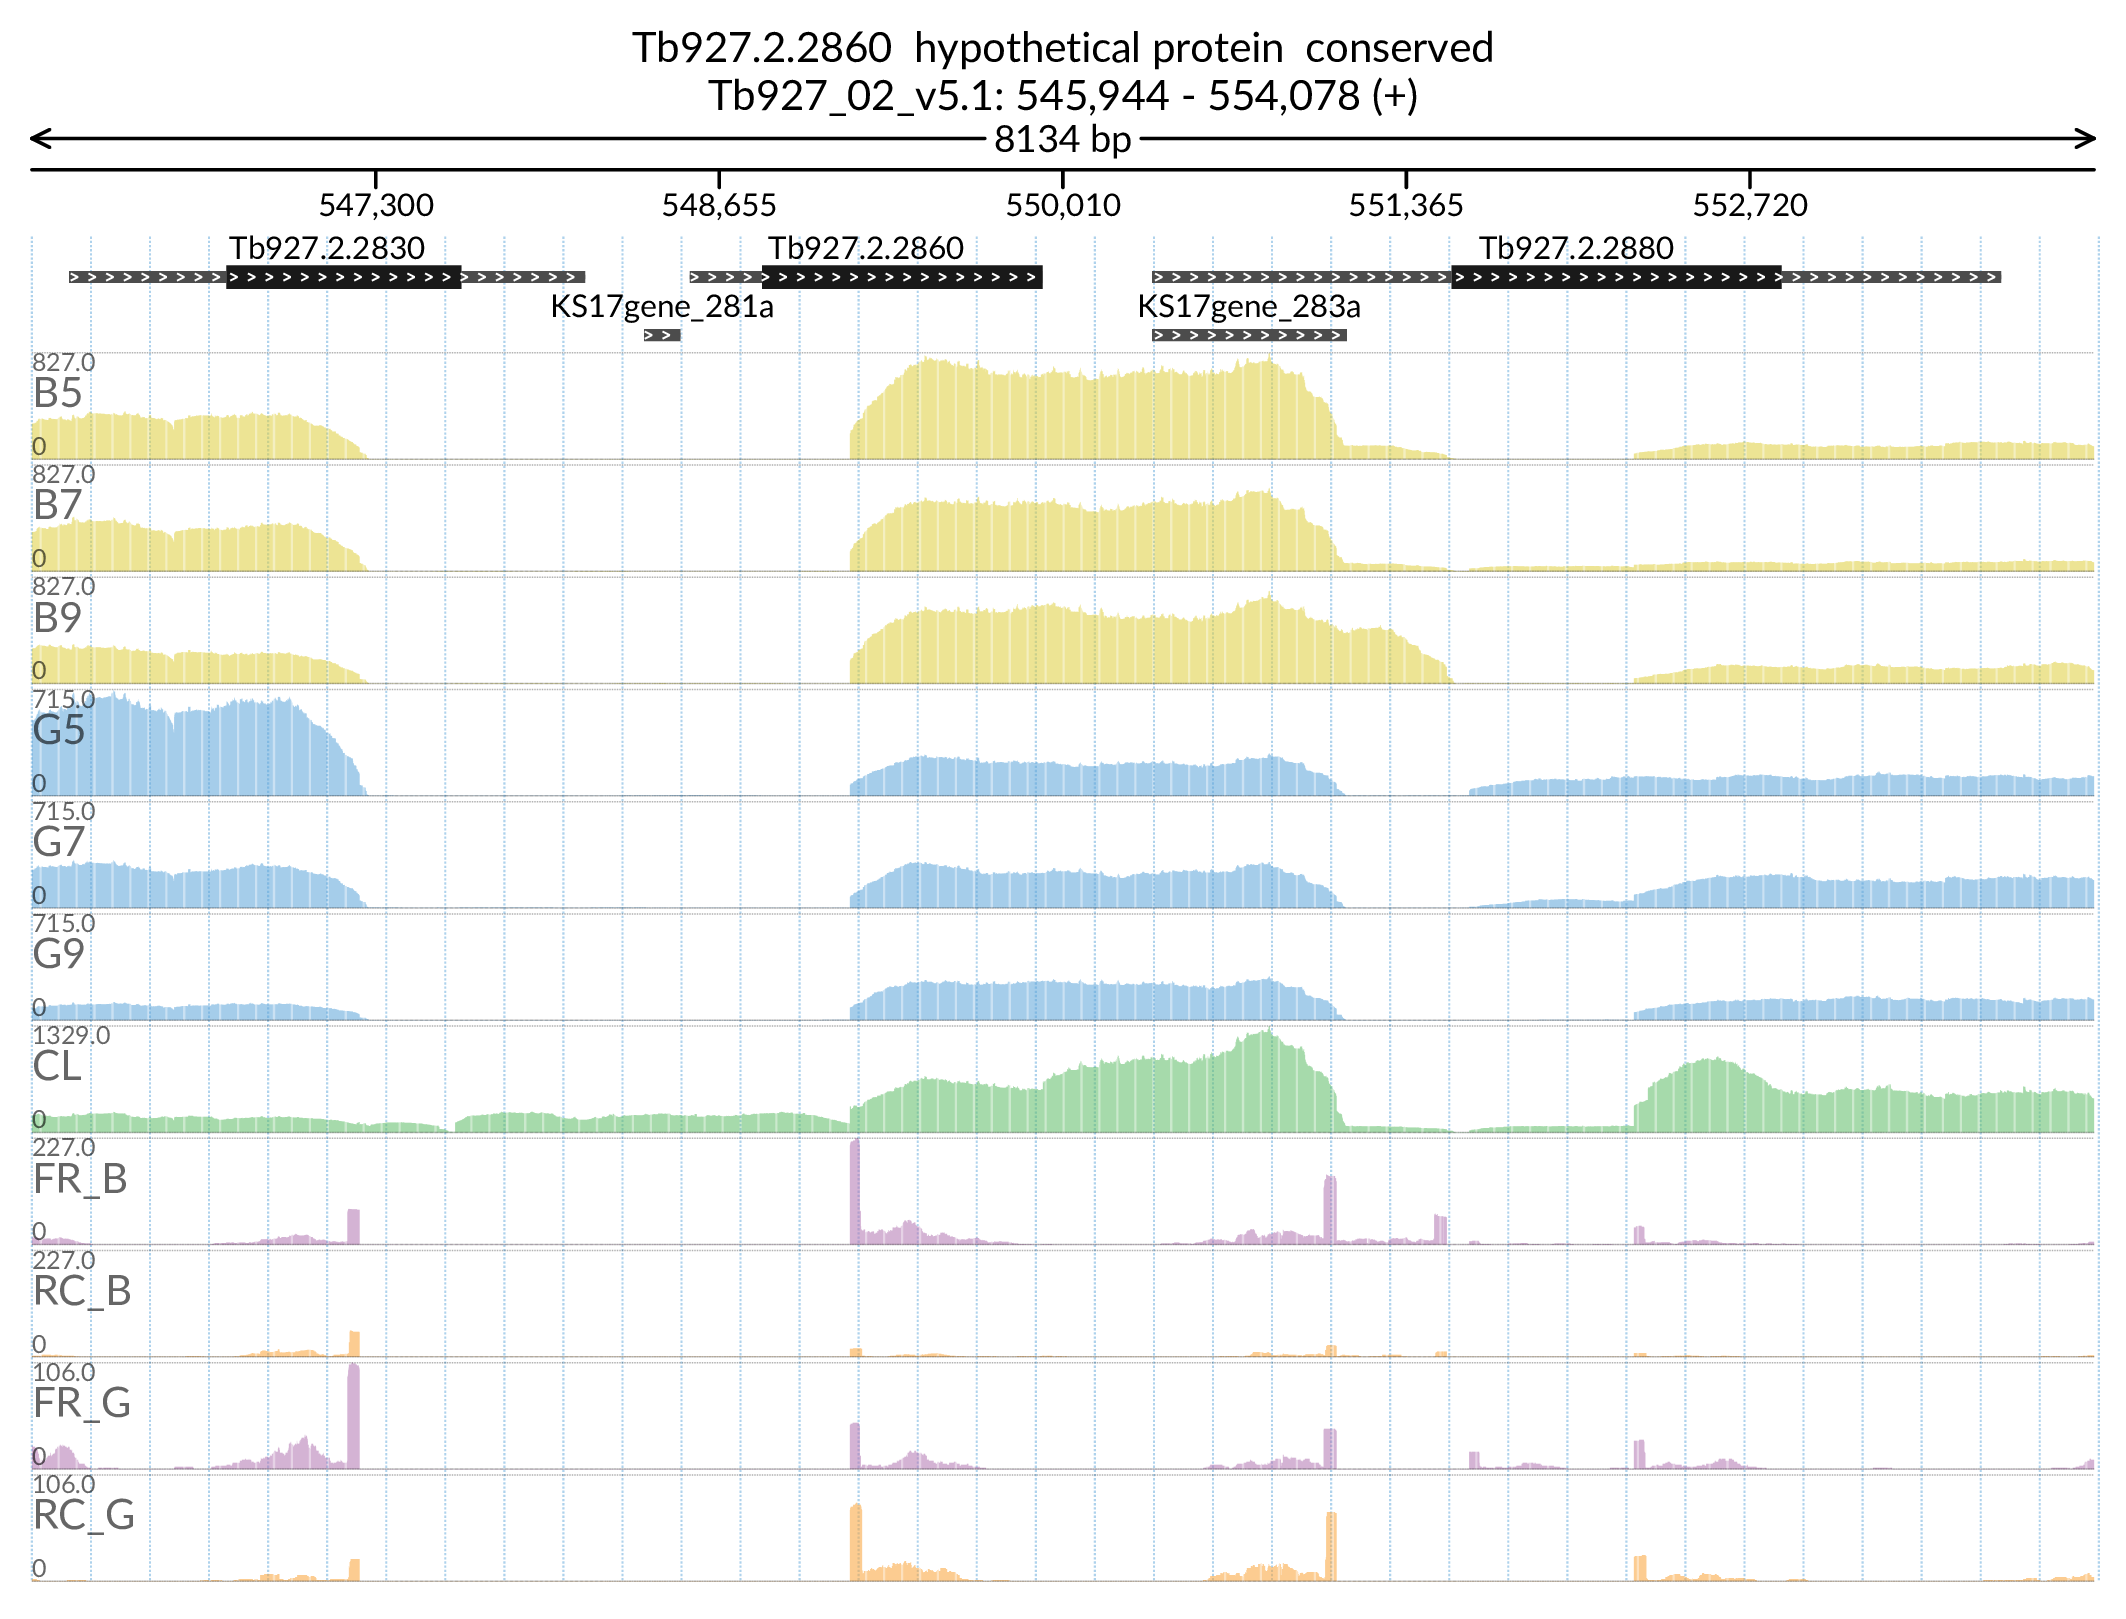 Tb927.2.2860  hypothetical protein  conserved
Tb927_02_v5.1: 545,944 - 554,078 (+)
8134 bp
547,300 548,655 550,010 551,365 552,720
Tb927.2.2830 Tb927.2.2860 Tb927.2.2880
KS17gene_281a KS17gene_283a
827.0
B5
0
827.0
B7
0
827.0
B9
0
715.0
G5
0
715.0
G7
0
715.0
G9
0
1329.0
CL
0
227.0
FR_B
0
227.0
RC_B
0
106.0
FR_G
0
106.0
RC_G
0